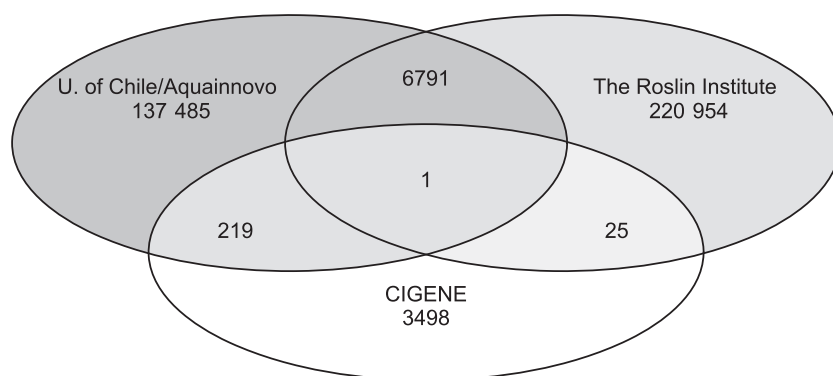 6791
U. of Chile/Aquainnovo
137 485
The Roslin Institute
220 954
1
219
25
CIGENE
3498